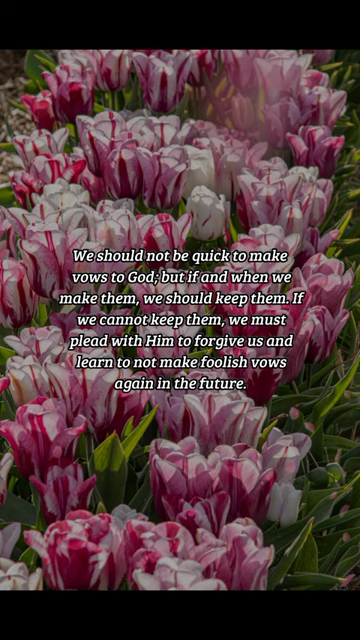 We should not be quick to make
vows to God; but if and when we
make them, we should keep them. If
we cannot keep them, we must
plead with Him to forgive us and
learn to not make foolish vows
again in the future.